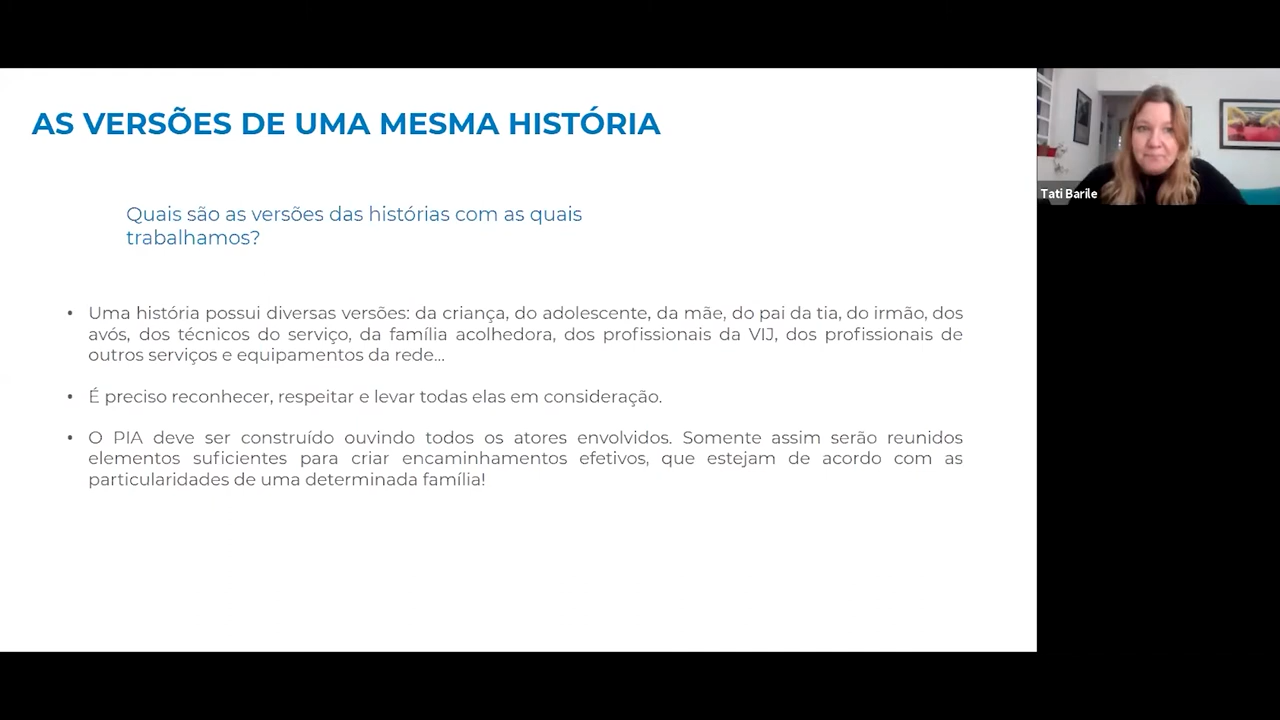 AS VERSÕES DE UMA MESMA HISTÓRIA
Quais são as versões das histórias com as quais
trabalhamos?
• Uma história possui diversas versões: da criança, do adolescente, da mãe, do pai da tia, do irmão, dos
avós, dos técnicos do serviço, da família acolhedora, dos profissionais da VIJ, dos profissionais de
outros serviços e equipamentos da rede...
• É preciso reconhecer, respeitar e levar todas elas em consideração.
• O PIA deve ser construído ouvindo todos os atores envolvidos. Somente assim serão reunidos
elementos suficientes para criar encaminhamentos efetivos, que estejam de acordo com as
particularidades de uma determinada família!
Tati Barile